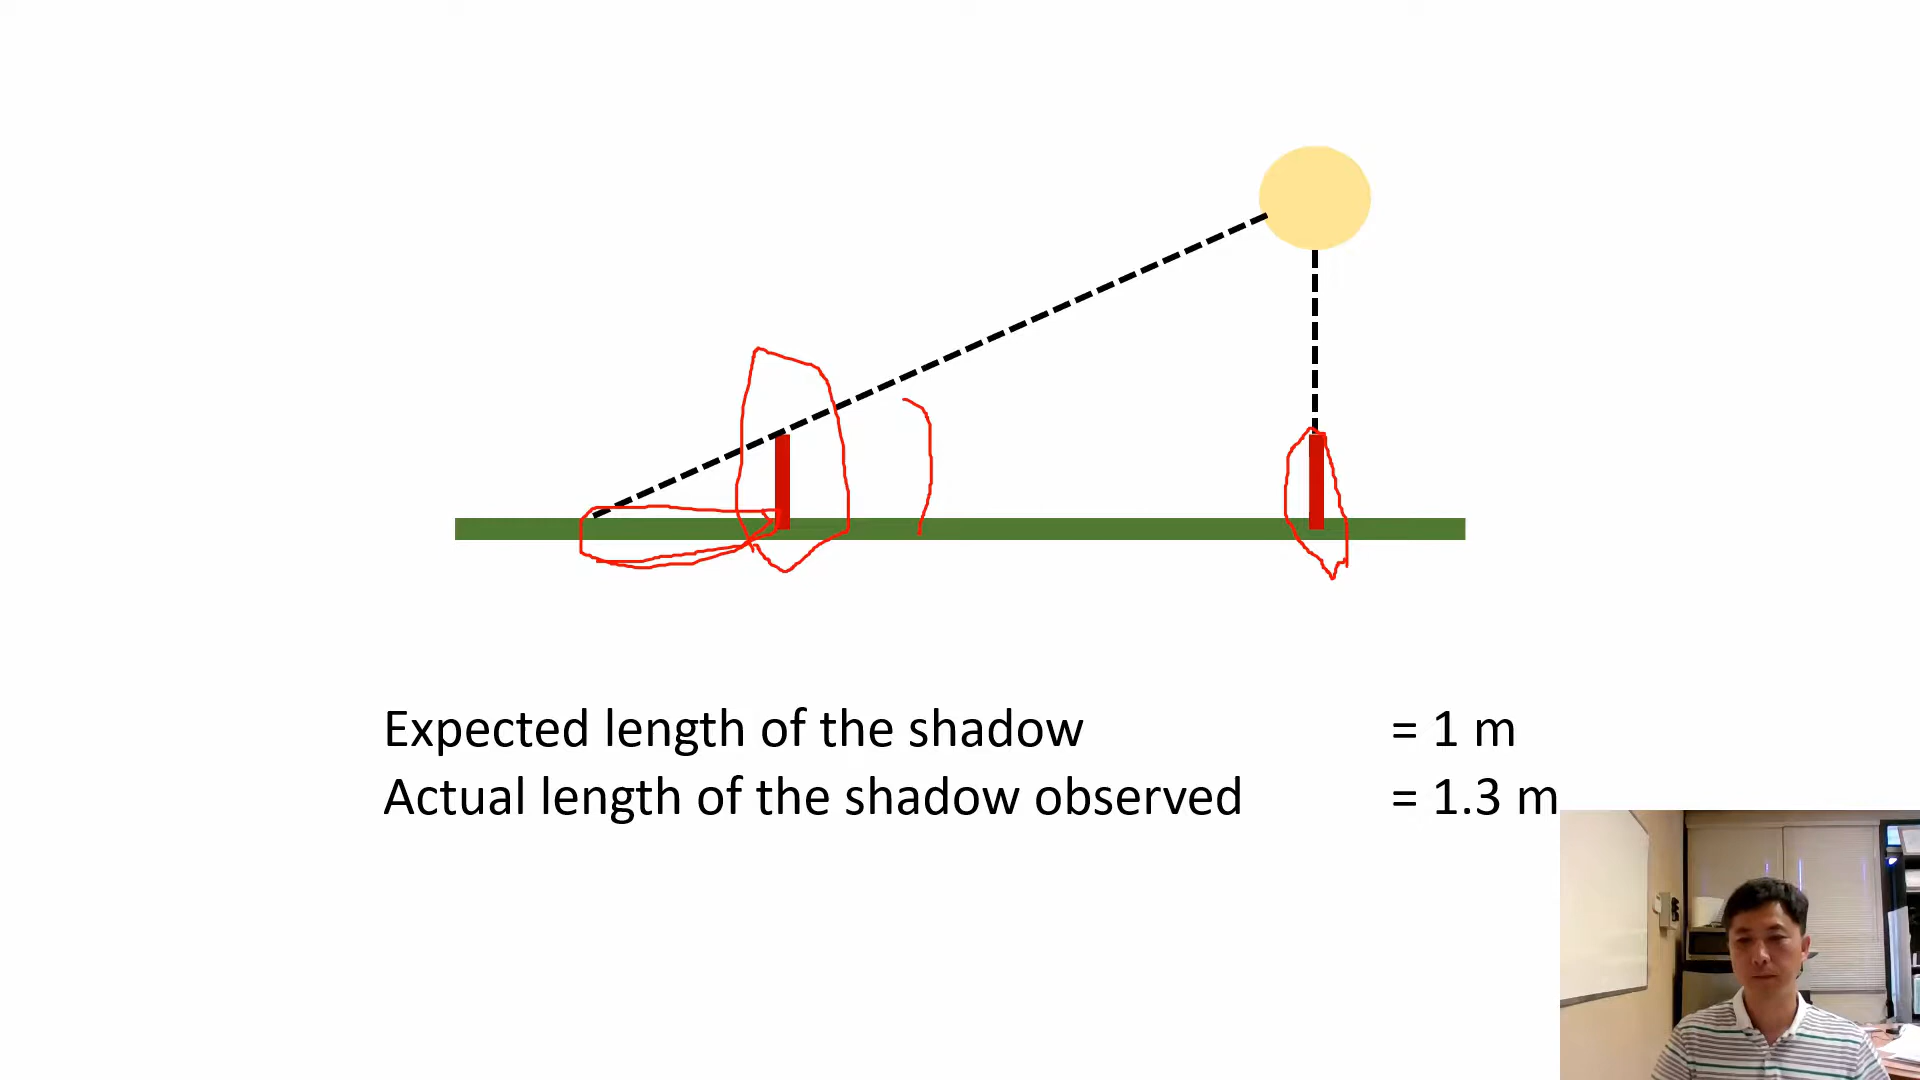 Expected length of the shadow = 1 m
Actual length of the shadow observed = 1.3 m